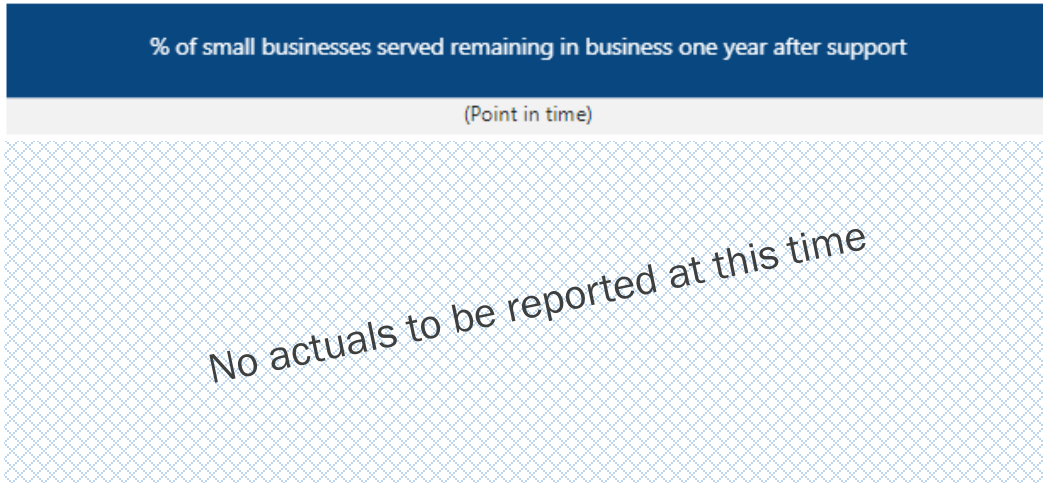 % of small businesses served remaining in business one year after support
(Point in time)
No actuals to be reported at this time